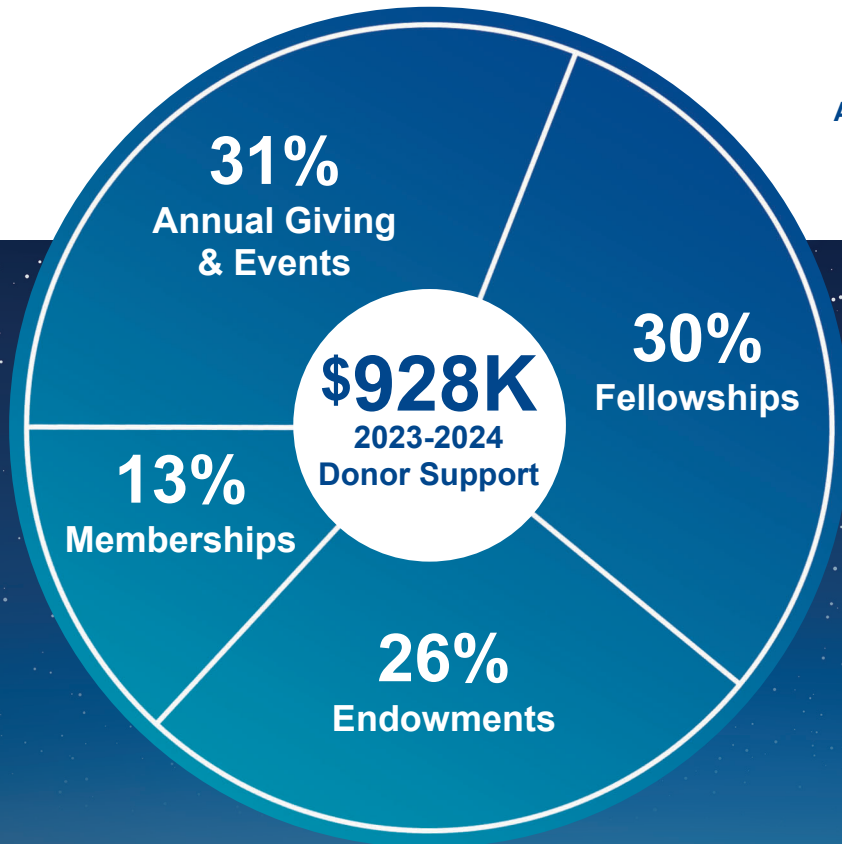 31%
Annual Giving
& Events
30%
Fellowships
$928K
2023-2024
Donor Support
13%
Memberships
26%
Endowments